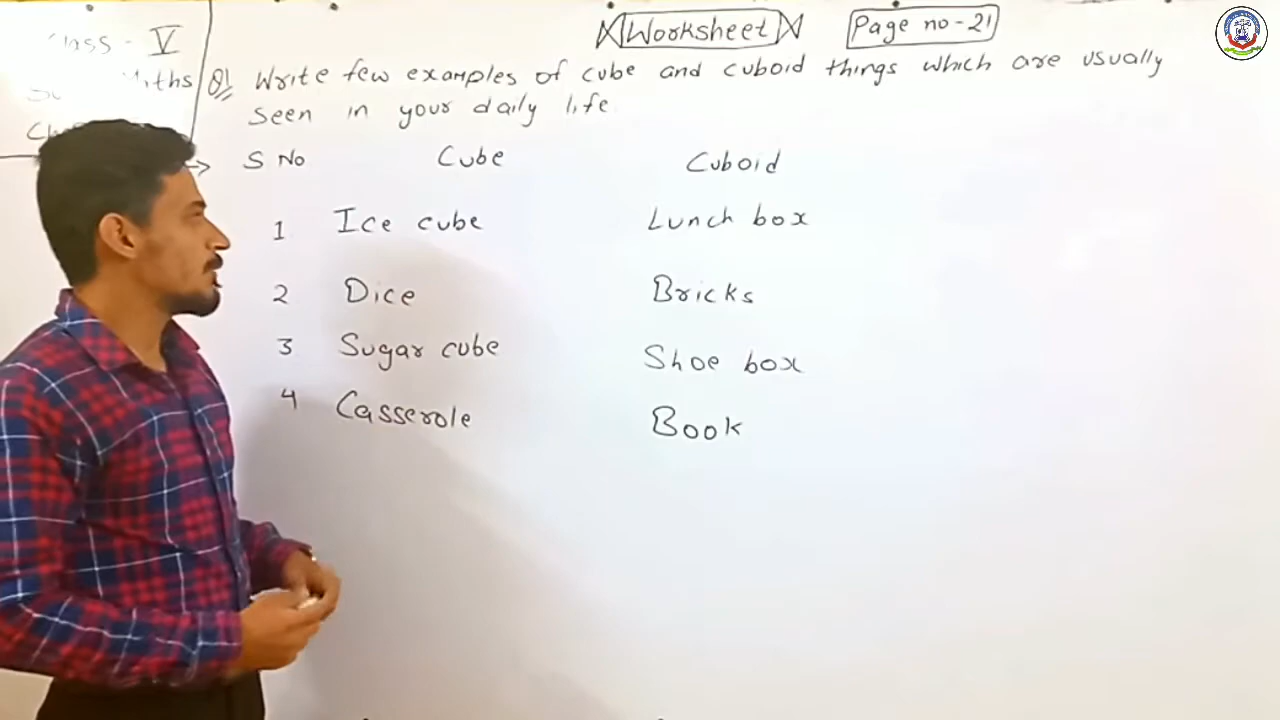 Class - V
Worksheet
Page no - 21
Q1 Write few examples of cube and cuboid things which are usually
seen in your daily life.
S No Cube Cuboid
1 Ice cube Lunch box
2 Dice Bricks
3 Sugar cube Shoe box
4 Casserole Book